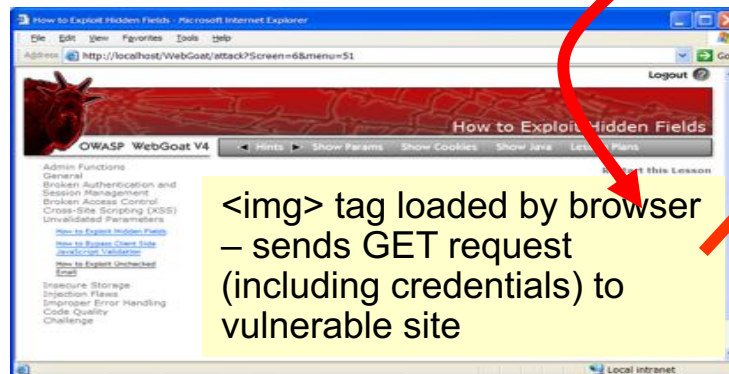 How to Exploit Hidden Fields - Microsoft Internet Explorer
File Edit View Favorites Tools Help
Address http://localhost/WebGoat/attack?Screen=6&menu=51 Go
Logout ?
How to Exploit Hidden Fields
OWASP WebGoat V4 Hints Show Params Show Cookies Show Java Lesson Plans
Admin Functions
General
Broken Authentication and
Session Management
Broken Access Control
Cross-Site Scripting (XSS)
Unvalidated Parameters
How to Exploit Hidden Fields
How to Bypass Client Side
JavaScript Validation
How to Exploit Unchecked
Email
Insecure Storage
Injection Flaws
Improper Error Handling
Code Quality
Challenge
this Lesson
<img> tag loaded by browser
– sends GET request
(including credentials) to
vulnerable site
Local intranet